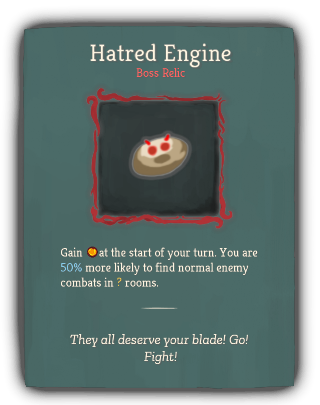 Hatred Engine
Boss Relic
Gain at the start of your turn. You are
50% more likely to find normal enemy
combats in ? rooms.
They all deserve your blade! Go!
Fight!